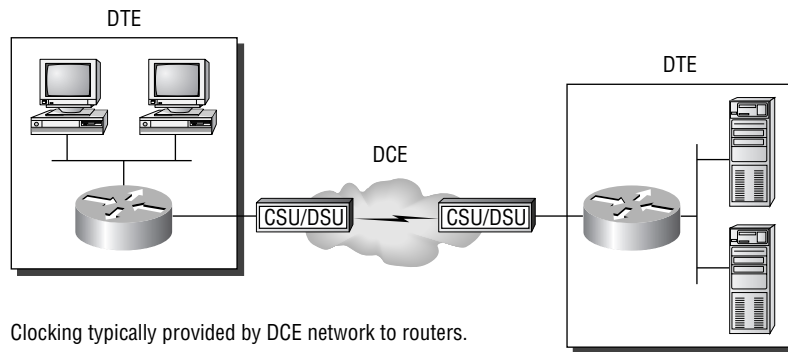 DTE
DTE
DCE
CSU/DSU
CSU/DSU
Clocking typically provided by DCE network to routers.